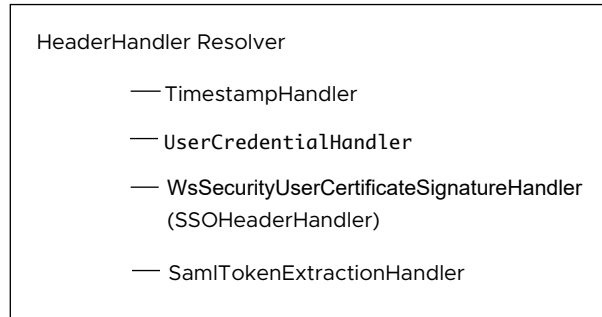 HeaderHandler Resolver
TimestampHandler
UserCredentialHandler
WsSecurityUserCertificateSignatureHandler
(SSOHeaderHandler)
SamlTokenExtractionHandler